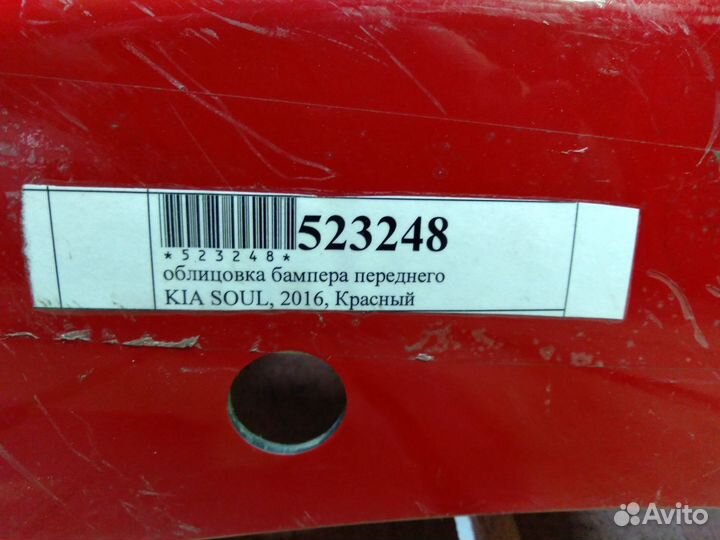 523248
*523248*
облицовка бампера переднего
KIA SOUL, 2016, Красный
Avito